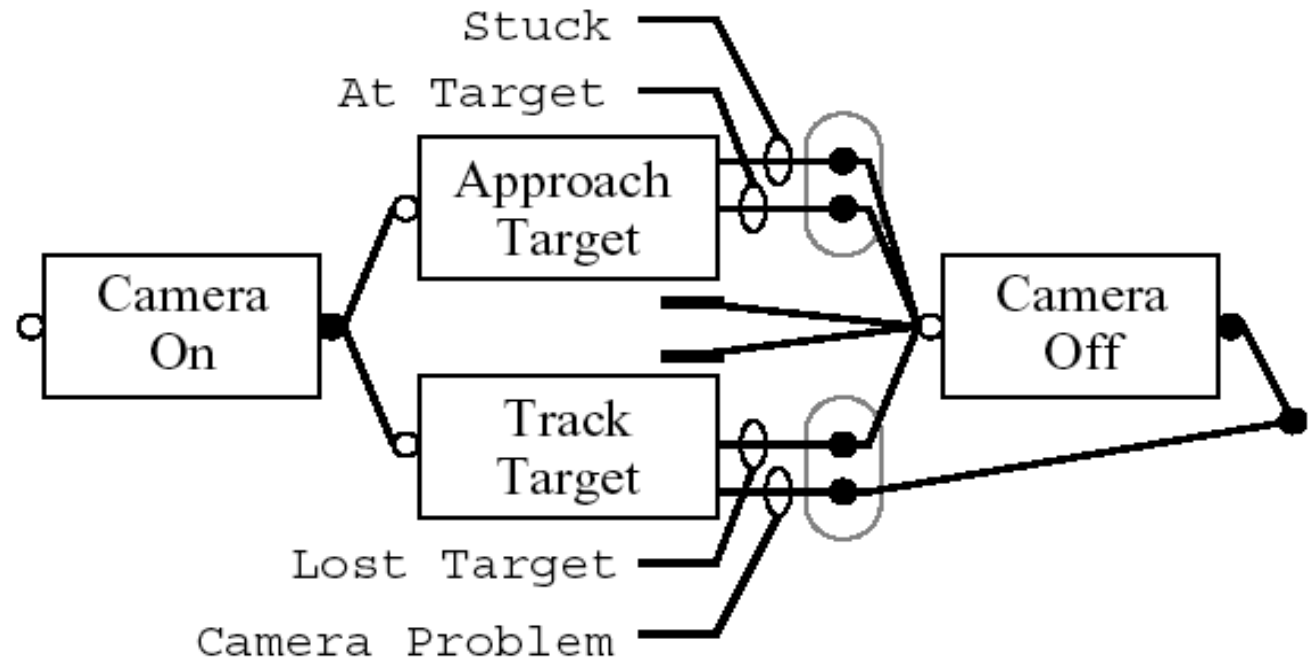 Stuck
At Target
Approach
Target
Camera
On
Camera
Off
Track
Target
Lost Target
Camera Problem